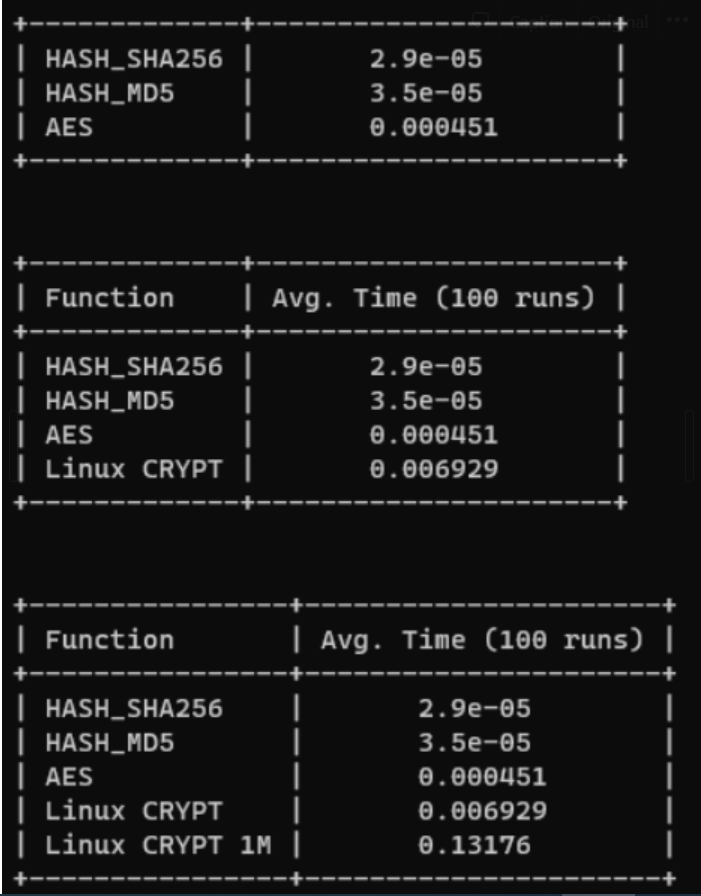 +-------------+----------------------+
| HASH_SHA256 |       2.9e-05        |
| HASH_MD5    |       3.5e-05        |
| AES         |       0.000451       |
+-------------+----------------------+
+-------------+----------------------+
| Function    | Avg. Time (100 runs) |
+-------------+----------------------+
| HASH_SHA256 |       2.9e-05        |
| HASH_MD5    |       3.5e-05        |
| AES         |       0.000451       |
| Linux CRYPT |       0.006929       |
+-------------+----------------------+
+----------------+----------------------+
| Function       | Avg. Time (100 runs) |
+----------------+----------------------+
| HASH_SHA256    |       2.9e-05        |
| HASH_MD5       |       3.5e-05        |
| AES            |       0.000451       |
| Linux CRYPT    |       0.006929       |
| Linux CRYPT 1M |       0.13176        |
+----------------+----------------------+